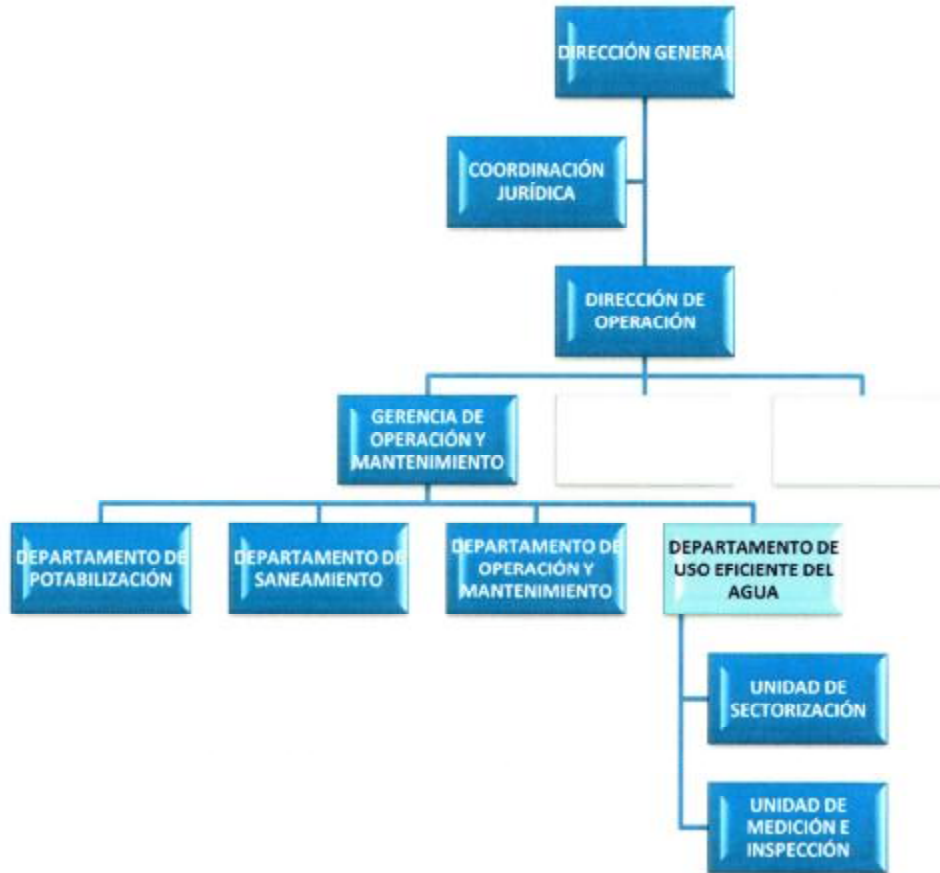 DIRECCIÓN GENERAL
COORDINACIÓN
JURÍDICA
DIRECCIÓN DE
OPERACIÓN
GERENCIA DE
OPERACIÓN Y
MANTENIMIENTO
DEPARTAMENTO DE
POTABILIZACIÓN
DEPARTAMENTO DE
SANEAMIENTO
DEPARTAMENTO DE
OPERACIÓN Y
MANTENIMIENTO
DEPARTAMENTO DE
USO EFICIENTE DEL
AGUA
UNIDAD DE
SECTORIZACIÓN
UNIDAD DE
MEDICIÓN E
INSPECCIÓN